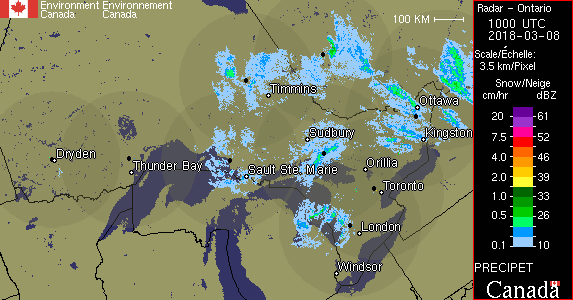 Environment Environnement
Canada Canada
100 KM
Timmins
Ottawa
Sudbury
Kingston
Dryden
Thunder Bay
Sault Ste. Marie
Orillia
Toronto
London
Windsor
Radar - Ontario
1000 UTC
2018-03-08
Scale/Échelle:
3.5 km/Pixel
Snow/Neige
cm/hr dBZ
20 61
7.5 52
4.0 46
2.0 39
1.0 33
0.5 26
0.1 10
PRECIPET
Canada